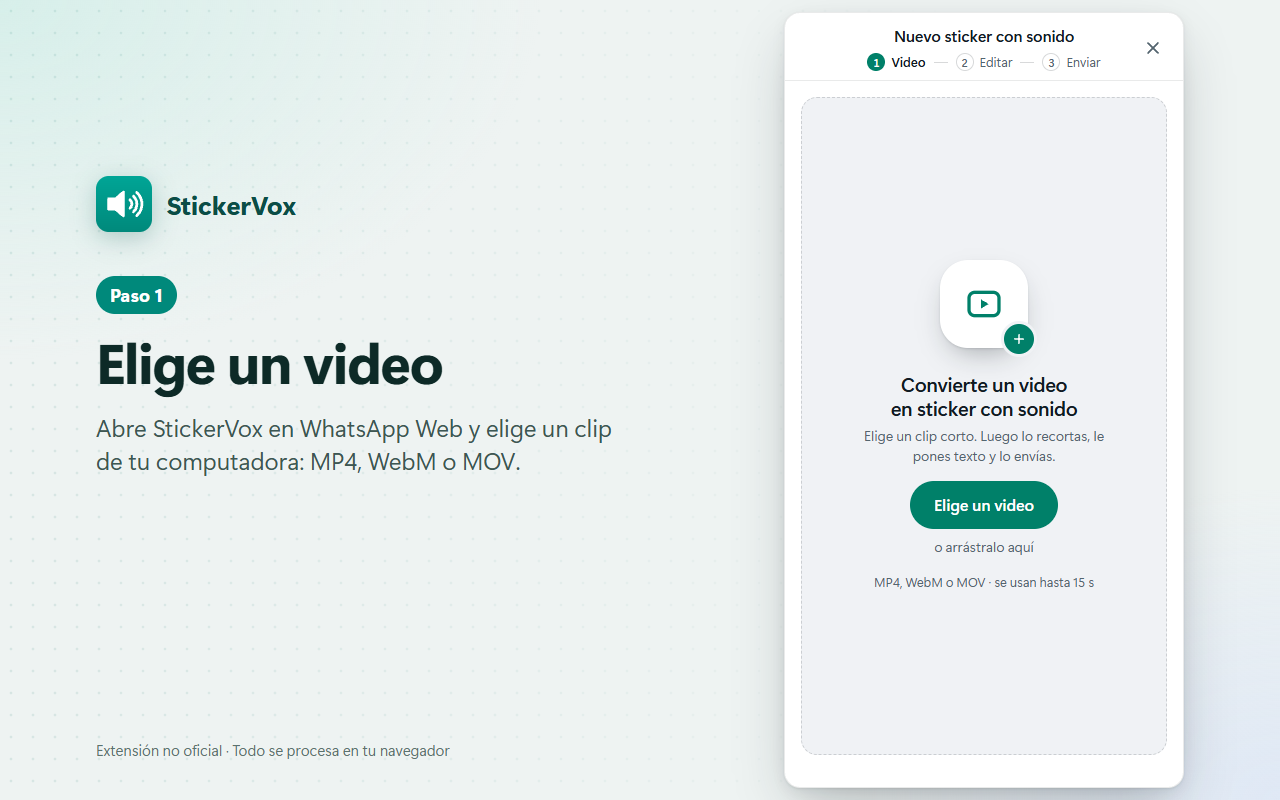 StickerVox
Paso 1
Elige un video
Abre StickerVox en WhatsApp Web y elige un clip
de tu computadora: MP4, WebM o MOV.
Extensión no oficial · Todo se procesa en tu navegador
Nuevo sticker con sonido
1 Video — 2 Editar — 3 Enviar
Convierte un video
en sticker con sonido
Elige un clip corto. Luego lo recortas, le
pones texto y lo envías.
Elige un video
o arrástralo aquí
MP4, WebM o MOV · se usan hasta 15 s